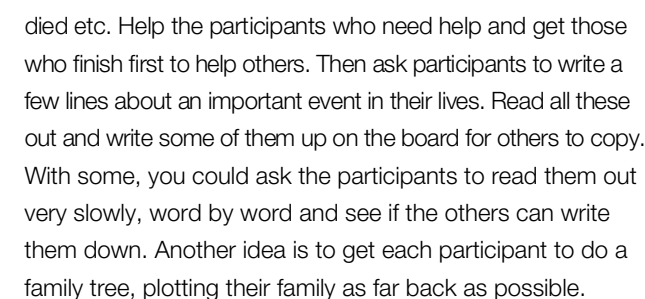 died etc. Help the participants who need help and get those
who finish first to help others. Then ask participants to write a
few lines about an important event in their lives. Read all these
out and write some of them up on the board for others to copy.
With some, you could ask the participants to read them out
very slowly, word by word and see if the others can write
them down. Another idea is to get each participant to do a
family tree, plotting their family as far back as possible.